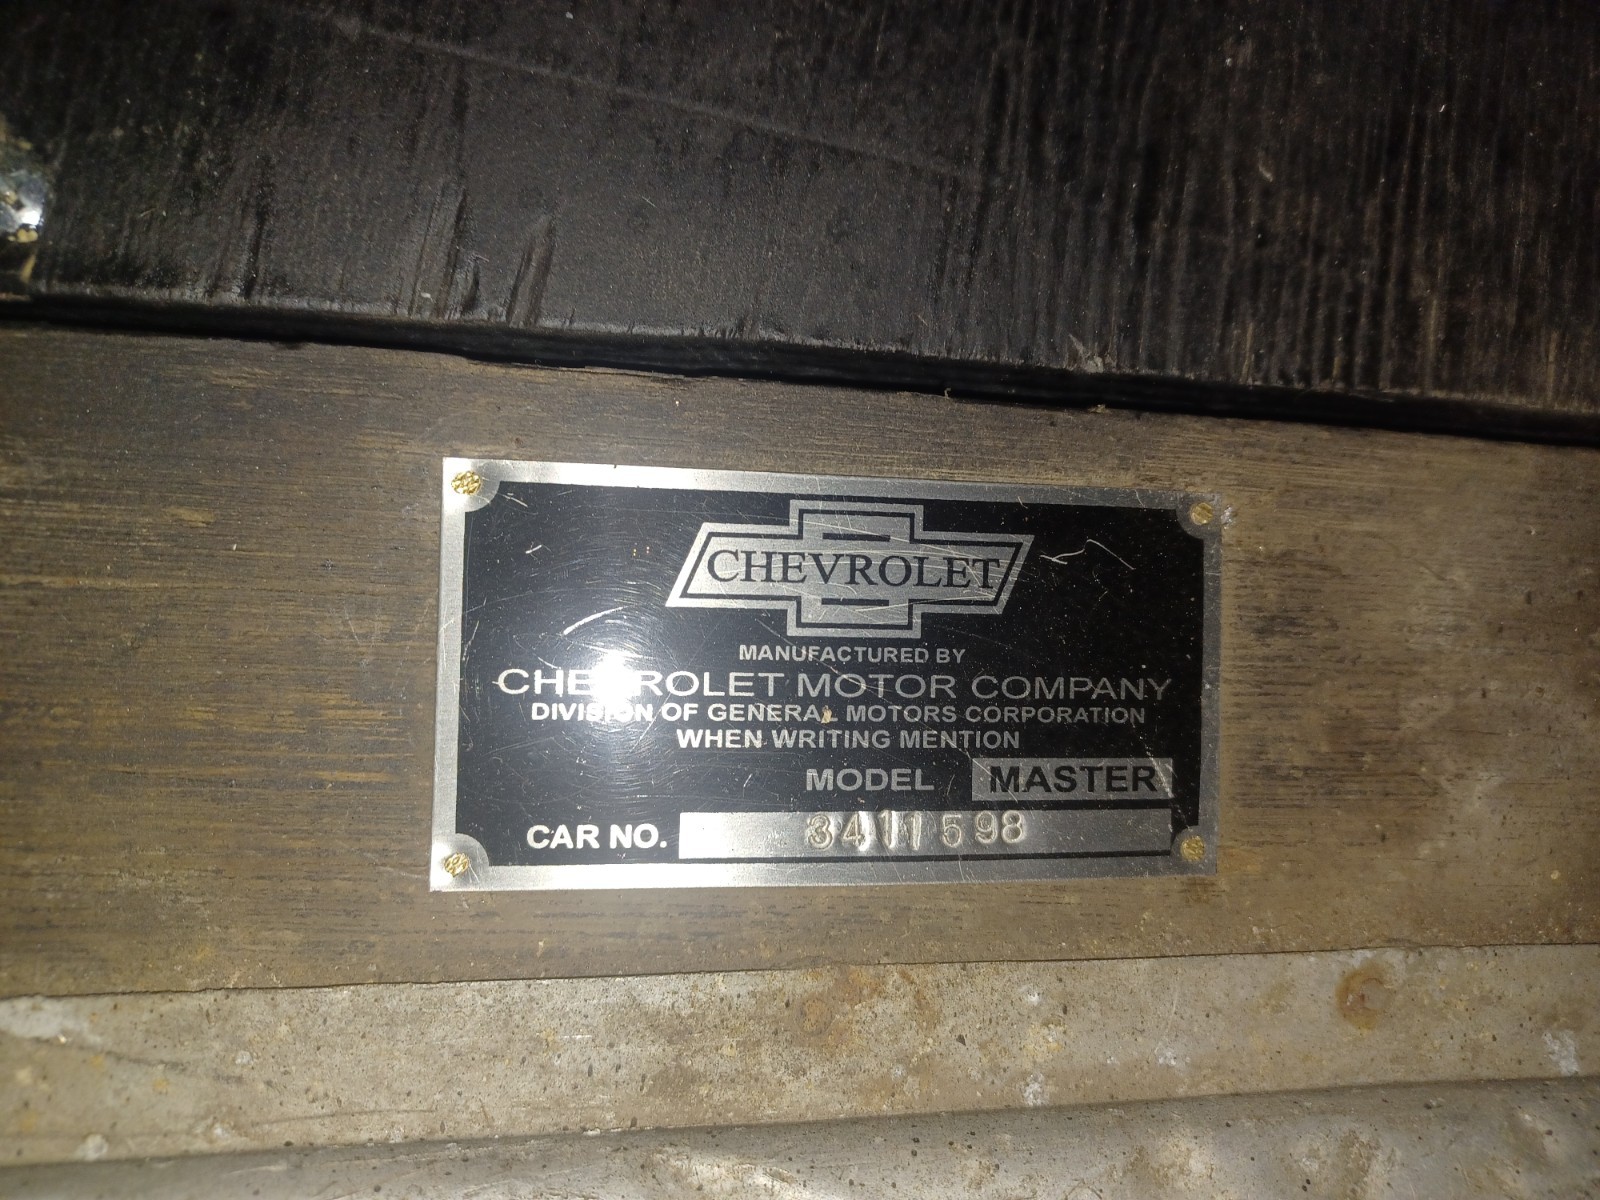 CHEVROLET
MANUFACTURED BY
CHEVROLET MOTOR COMPANY
DIVISION OF GENERAL MOTORS CORPORATION
WHEN WRITING MENTION
MODEL MASTER
CAR NO. 3411598